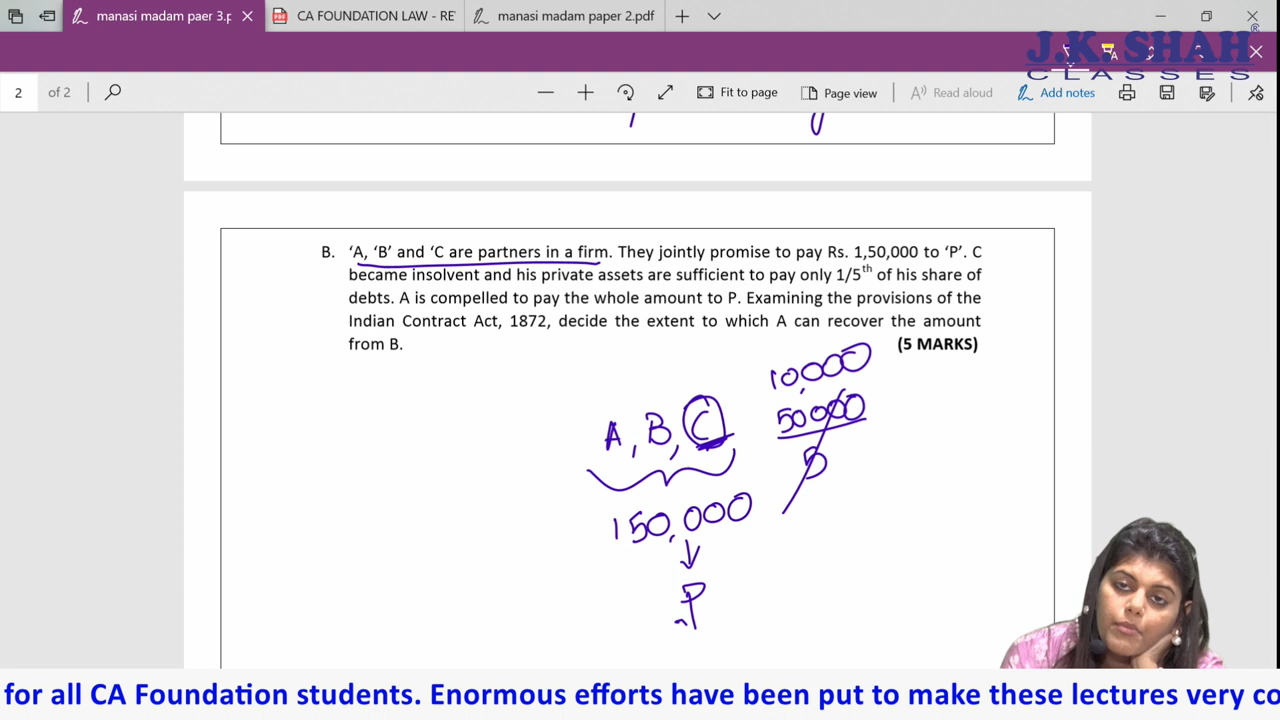 manasi madam paer 3.p
CA FOUNDATION LAW - RE
manasi madam paper 2.pdf
J.K. SHAH®
CLASSES
2 of 2
Fit to page
Page view
Read aloud
Add notes
B. ‘A, ‘B’ and ‘C are partners in a firm. They jointly promise to pay Rs. 1,50,000 to ‘P’. C
became insolvent and his private assets are sufficient to pay only 1/5th of his share of
debts. A is compelled to pay the whole amount to P. Examining the provisions of the
Indian Contract Act, 1872, decide the extent to which A can recover the amount
from B. (5 MARKS)
10,000
A, B, C
50,000
5
150,000
P
for all CA Foundation students. Enormous efforts have been put to make these lectures very co